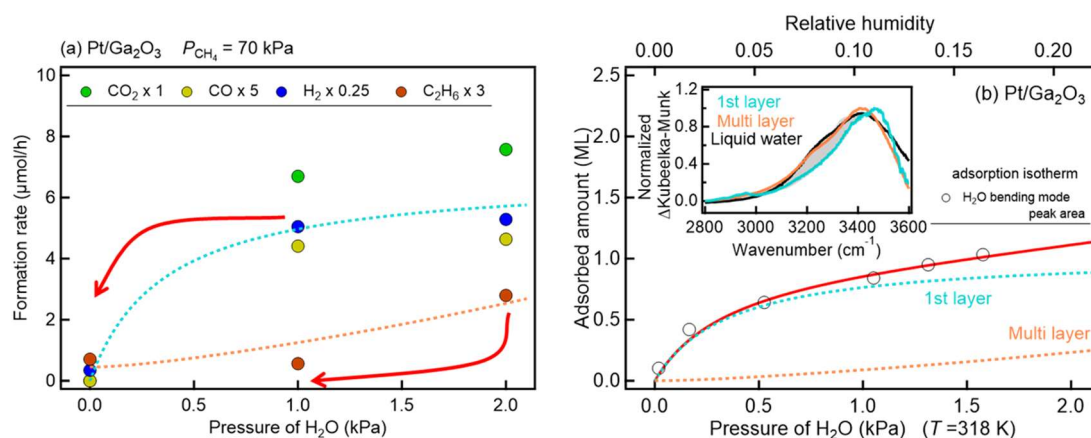 (a) Pt/Ga₂O₃ P_CH₄ = 70 kPa
10
8
6
4
2
0
Formation rate (µmol/h)
CO₂ x 1 CO x 5 H₂ x 0.25 C₂H₆ x 3
0.0 0.5 1.0 1.5 2.0
Pressure of H₂O (kPa)
Relative humidity
0.00 0.05 0.10 0.15 0.20
2.5
2.0
1.5
1.0
0.5
0.0
Adsorbed amount (ML)
(b) Pt/Ga₂O₃
Normalized
ΔKubeelka-Munk
1.0
0.8
0.4
0.0
1st layer
Multi layer
Liquid water
2800 3000 3200 3400 3600
Wavenumber (cm⁻¹)
adsorption isotherm
H₂O bending mode
peak area
1st layer
Multi layer
0.0 0.5 1.0 1.5 2.0
Pressure of H₂O (kPa) (T =318 K)